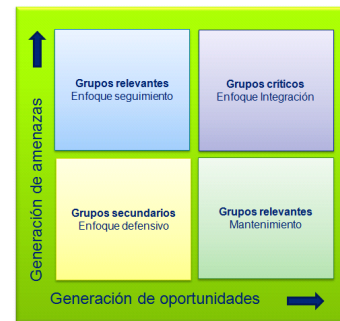 Grupos relevantes
Enfoque seguimiento
Grupos criticos
Enfoque Integración
Grupos secundarios
Enfoque defensivo
Grupos relevantes
Mantenimiento
Generación de amenazas
Generación de oportunidades